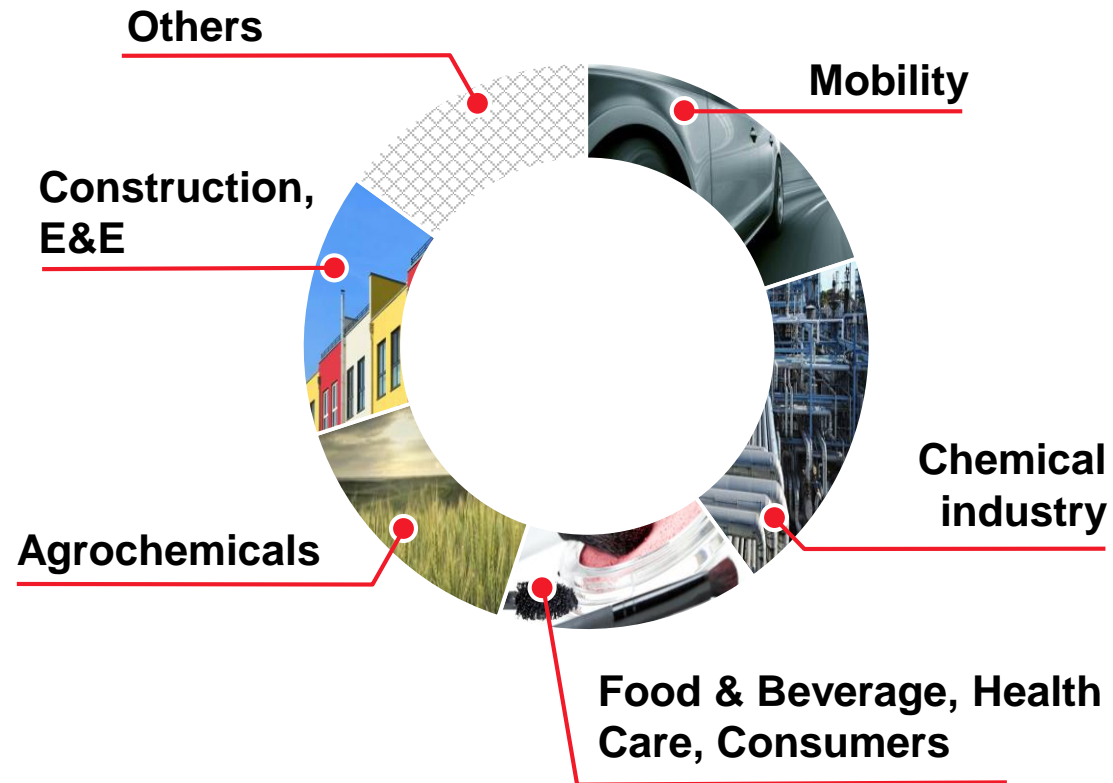 Others
Mobility
Construction,
E&E
Chemical
industry
Agrochemicals
Food & Beverage, Health
Care, Consumers